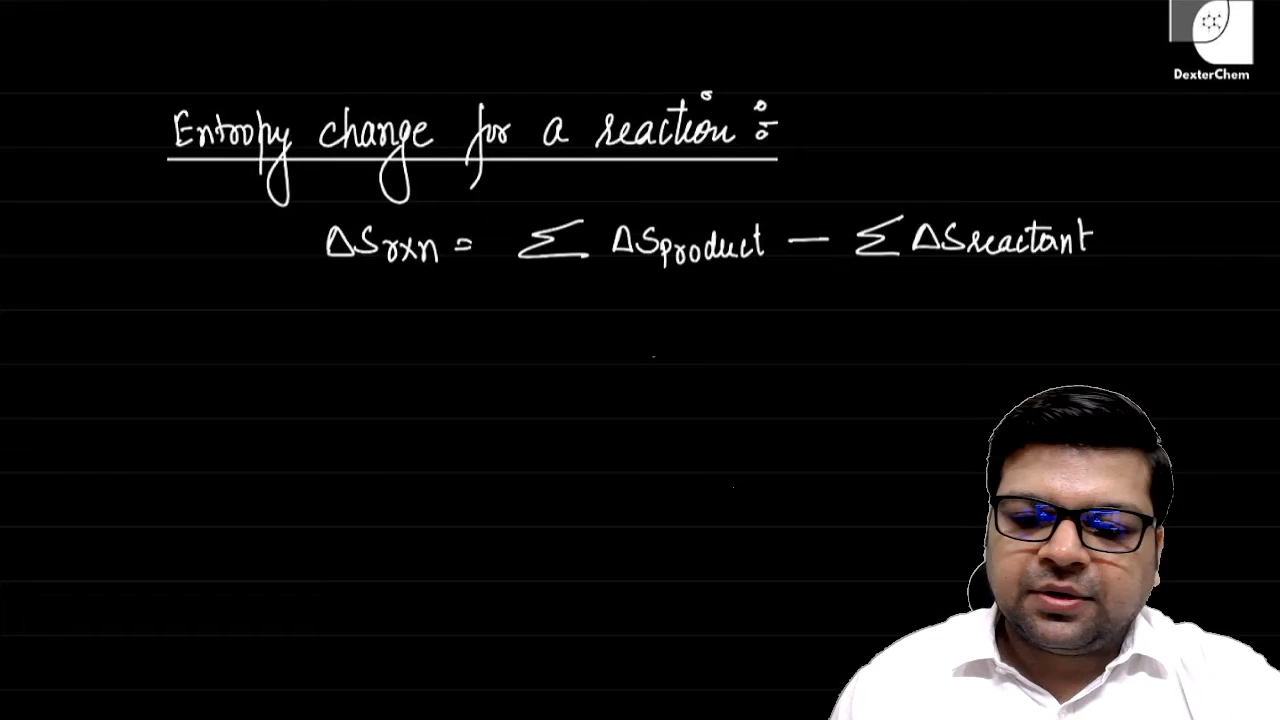 DexterChem
Entropy change for a reaction :-
ΔSrxn = Σ ΔSproduct — Σ ΔSreactant